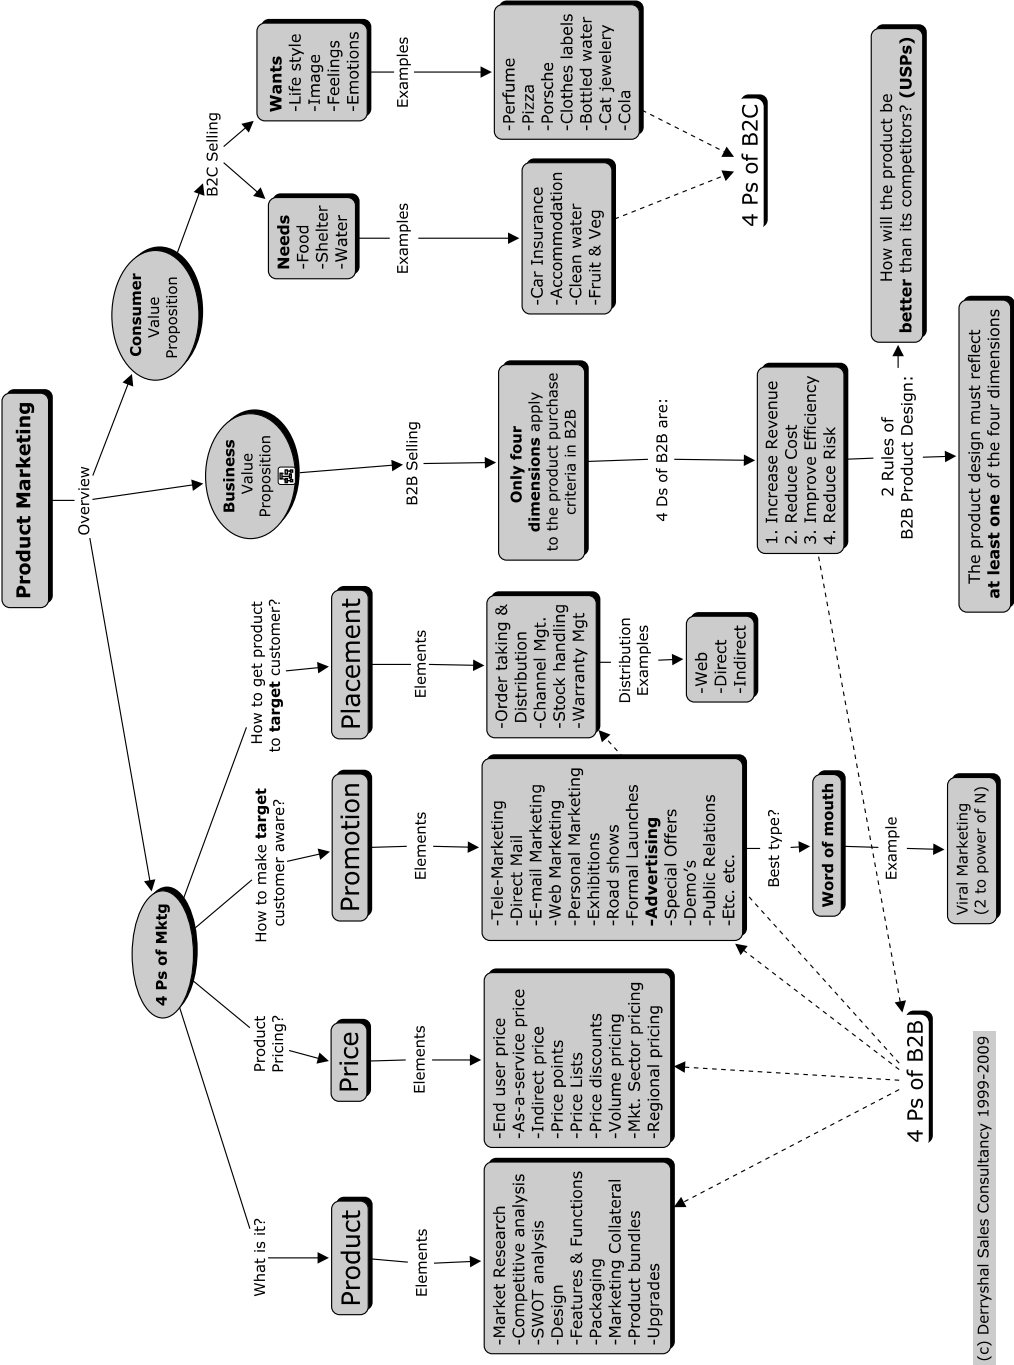 Product Marketing
Overview
4 Ps of Mktg
Business
Value
Proposition
Consumer
Value
Proposition
What is it?
Product
Pricing?
How to make target
customer aware?
How to get product
to target customer?
B2B Selling
B2C Selling
Product
Price
Promotion
Placement
Needs
-Food
-Shelter
-Water
Wants
-Life style
-Image
-Feelings
-Emotions
Elements
Elements
Elements
Elements
Examples
Examples
-Market Research
-Competitive analysis
-SWOT analysis
-Design
-Features & Functions
-Packaging
-Marketing Collateral
-Product bundles
-Upgrades
-End user price
-As-a-service price
-Indirect price
-Price points
-Price Lists
-Price discounts
-Volume pricing
-Mkt. Sector pricing
-Regional pricing
-Tele-Marketing
-Direct Mail
-E-mail Marketing
-Web Marketing
-Personal Marketing
-Exhibitions
-Road shows
-Formal Launches
-Advertising
-Special Offers
-Demo's
-Public Relations
-Etc. etc.
-Order taking &
Distribution
-Channel Mgt.
-Stock handling
-Warranty Mgt
Only four
dimensions apply
to the product purchase
criteria in B2B
-Car Insurance
-Accommodation
-Clean water
-Fruit & Veg
-Perfume
-Pizza
-Porsche
-Clothes labels
-Bottled water
-Cat jewelery
-Cola
Distribution
Examples
-Web
-Direct
-Indirect
4 Ds of B2B are:
4 Ps of B2C
Best type?
Word of mouth
1. Increase Revenue
2. Reduce Cost
3. Improve Efficiency
4. Reduce Risk
Example
2 Rules of
B2B Product Design:
How will the product be
better than its competitors? (USPs)
4 Ps of B2B
Viral Marketing
(2 to power of N)
The product design must reflect
at least one of the four dimensions
(c) Derryshal Sales Consultancy 1999-2009